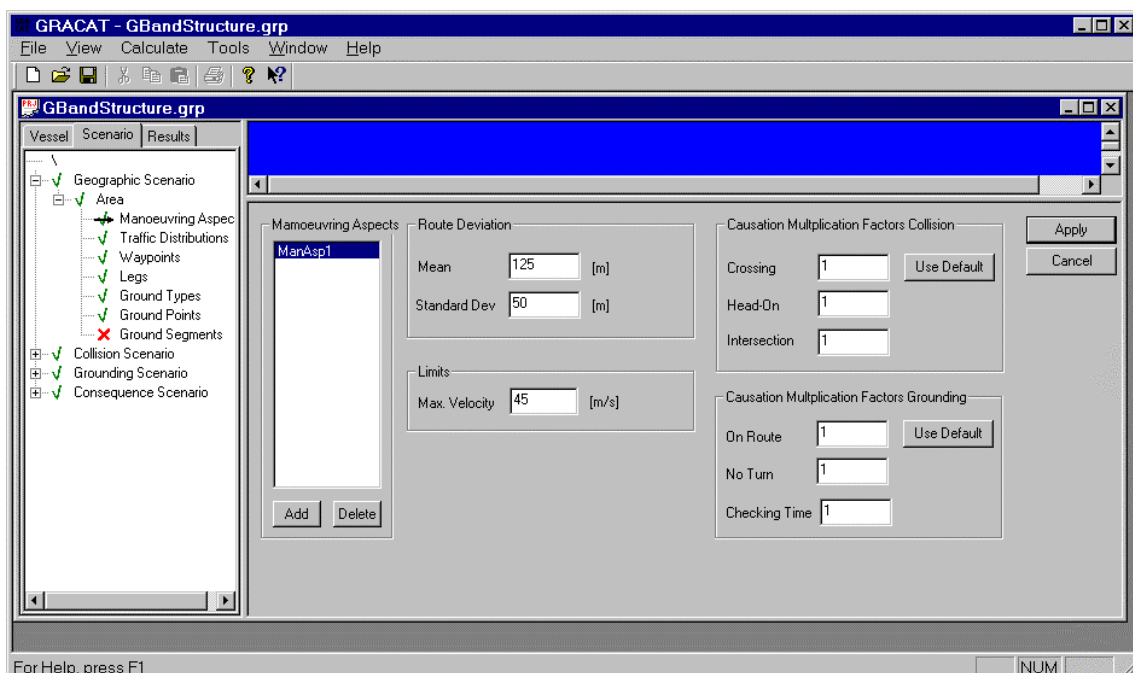 GRACAT - GBandStructure.grp
File View Calculate Tools Window Help
PRJ
GBandStructure.grp
Vessel Scenario Results
\
Geographic Scenario
Area
Manoeuvring Aspec
Traffic Distributions
Waypoints
Legs
Ground Types
Ground Points
Ground Segments
Collision Scenario
Grounding Scenario
Consequence Scenario
Mamoeuvring Aspects
ManAsp1
Add Delete
Route Deviation
Mean 125 [m]
Standard Dev 50 [m]
Limits
Max. Velocity 45 [m/s]
Causation Multplication Factors Collision
Crossing 1 Use Default
Head-On 1
Intersection 1
Causation Multplication Factors Grounding
On Route 1 Use Default
No Turn 1
Checking Time 1
Apply
Cancel
For Help, press F1 NUM